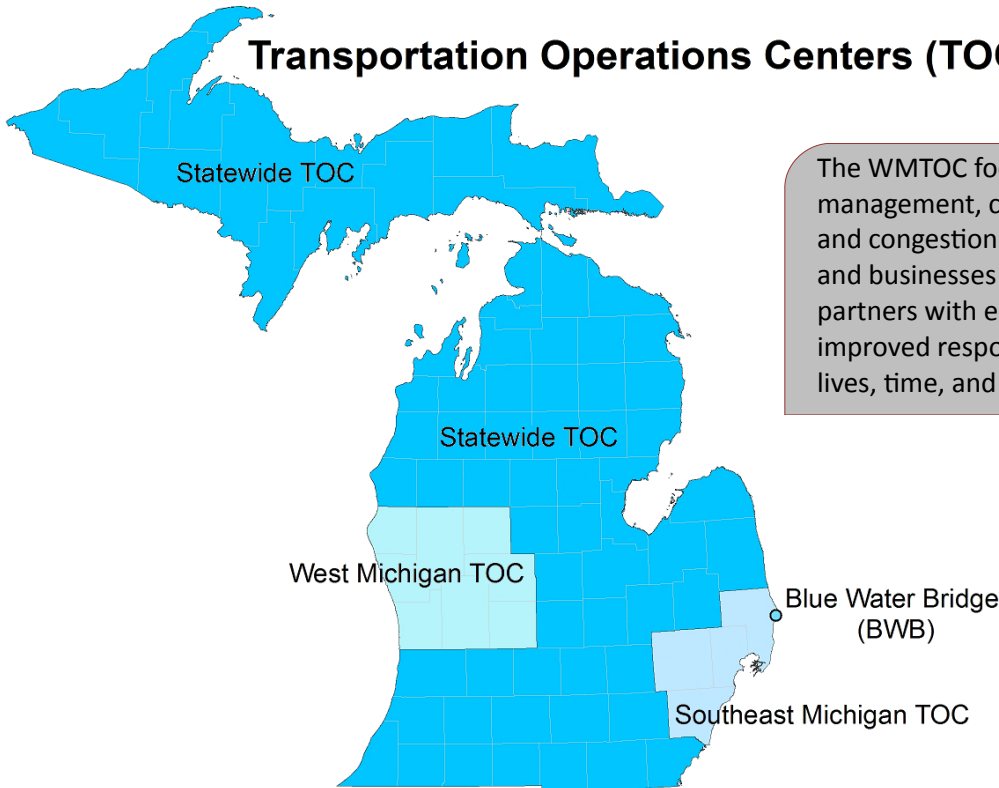 Transportation Operations Centers (TOC
Statewide TOC
The WMTOC fo
management, c
and congestion
and businesses
partners with e
improved respo
lives, time, and
Statewide TOC
West Michigan TOC
Blue Water Bridge
(BWB)
Southeast Michigan TOC